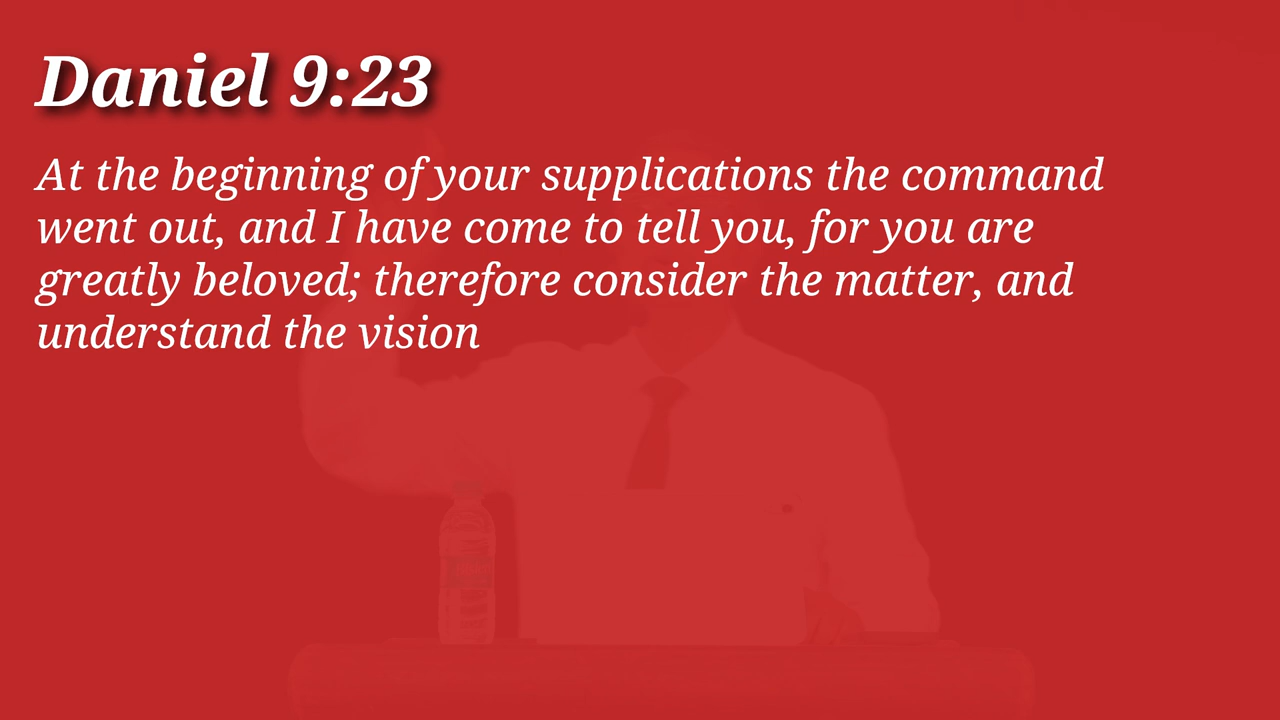 Daniel 9:23
At the beginning of your supplications the command
went out, and I have come to tell you, for you are
greatly beloved; therefore consider the matter, and
understand the vision